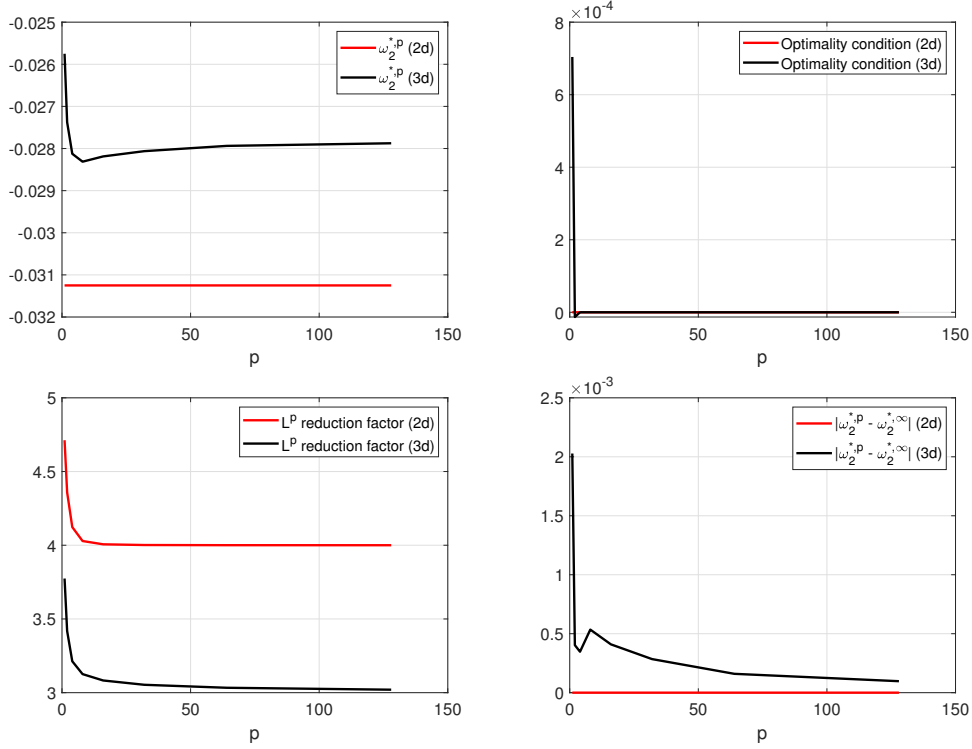 -0.025
-0.026
-0.027
-0.028
-0.029
-0.03
-0.031
-0.032
0 50 100 150
p
ω₂^{*,p} (2d)
ω₂^{*,p} (3d)
×10⁻⁴
8
6
4
2
0
0 50 100 150
p
Optimality condition (2d)
Optimality condition (3d)
5
4.5
4
3.5
3
0 50 100 150
p
Lᵖ reduction factor (2d)
Lᵖ reduction factor (3d)
×10⁻³
2.5
2
1.5
1
0.5
0
0 50 100 150
p
|ω₂^{*,p} - ω₂^{*,∞}| (2d)
|ω₂^{*,p} - ω₂^{*,∞}| (3d)